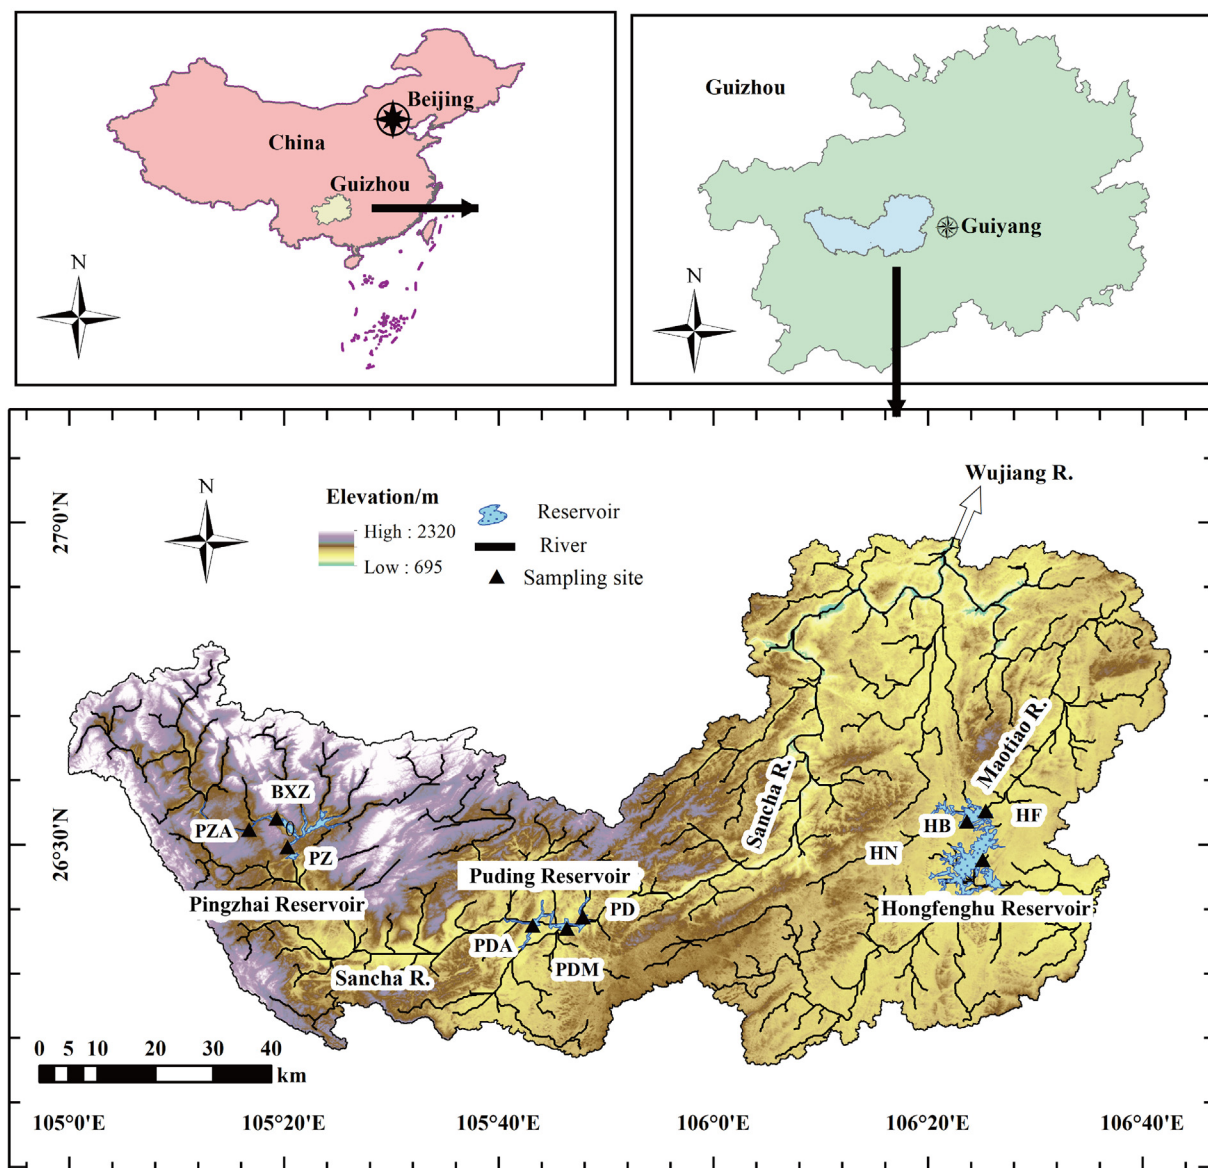 Beijing
China
Guizhou
N
Guizhou
Guiyang
N
Wujiang R.
N
Elevation/m
High : 2320
Low : 695
Reservoir
River
Sampling site
27°0'N
26°30'N
BXZ
PZA
PZ
Pingzhai Reservoir
Sancha R.
Puding Reservoir
PDA
PDM
PD
Sancha R.
Maotiao R.
HB
HF
HN
Hongfenghu Reservoir
0 5 10 20 30 40
km
105°0'E 105°20'E 105°40'E 106°0'E 106°20'E 106°40'E